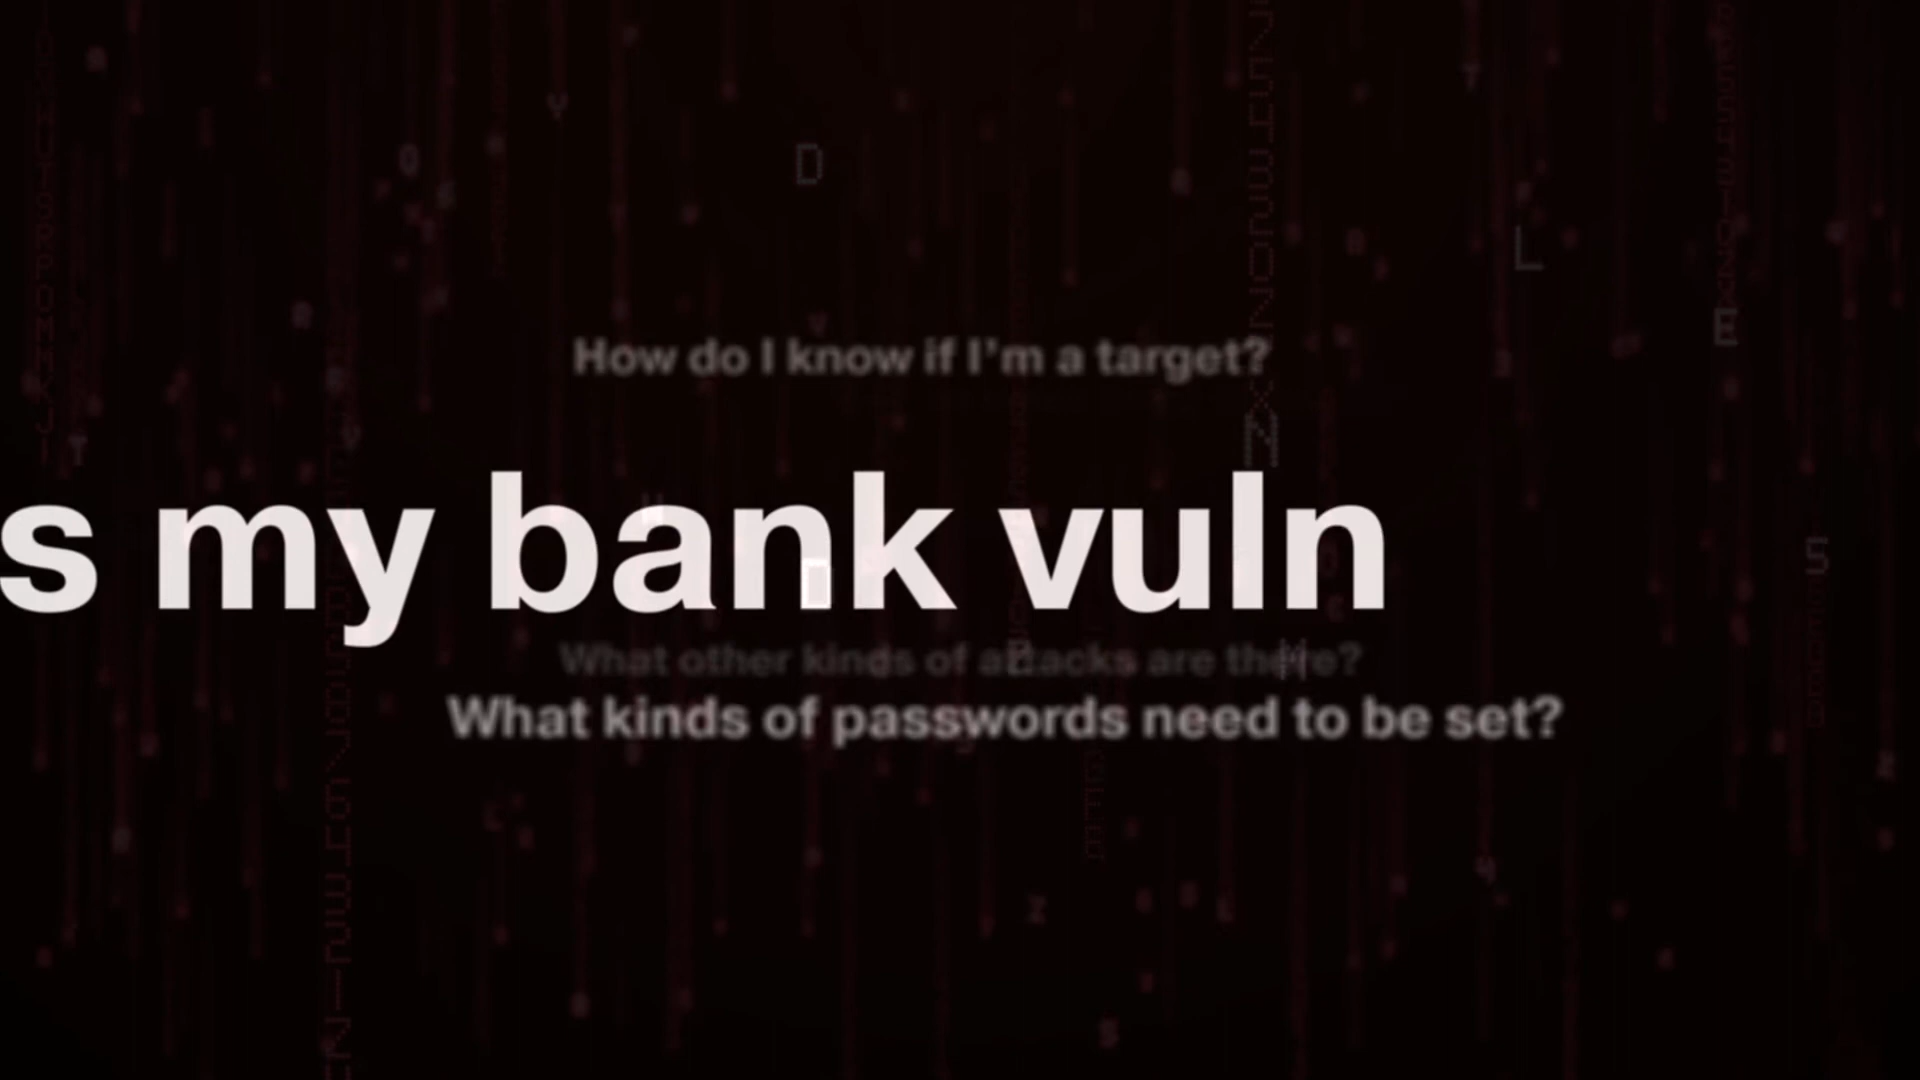 How do I know if I'm a target?
s my bank vuln
What other kinds of attacks are there?
What kinds of passwords need to be set?